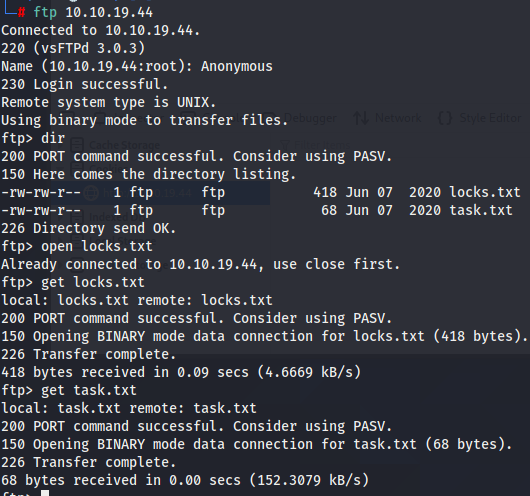 # ftp 10.10.19.44
Connected to 10.10.19.44.
220 (vsFTPd 3.0.3)
Name (10.10.19.44:root): Anonymous
230 Login successful.
Remote system type is UNIX.
Using binary mode to transfer files.
ftp> dir
200 PORT command successful. Consider using PASV.
150 Here comes the directory listing.
-rw-rw-r--    1 ftp      ftp           418 Jun 07  2020 locks.txt
-rw-rw-r--    1 ftp      ftp            68 Jun 07  2020 task.txt
226 Directory send OK.
ftp> open locks.txt
Already connected to 10.10.19.44, use close first.
ftp> get locks.txt
local: locks.txt remote: locks.txt
200 PORT command successful. Consider using PASV.
150 Opening BINARY mode data connection for locks.txt (418 bytes).
226 Transfer complete.
418 bytes received in 0.09 secs (4.6669 kB/s)
ftp> get task.txt
local: task.txt remote: task.txt
200 PORT command successful. Consider using PASV.
150 Opening BINARY mode data connection for task.txt (68 bytes).
226 Transfer complete.
68 bytes received in 0.00 secs (152.3079 kB/s)
ftp>
Debugger Network Style Editor
Cache Storage